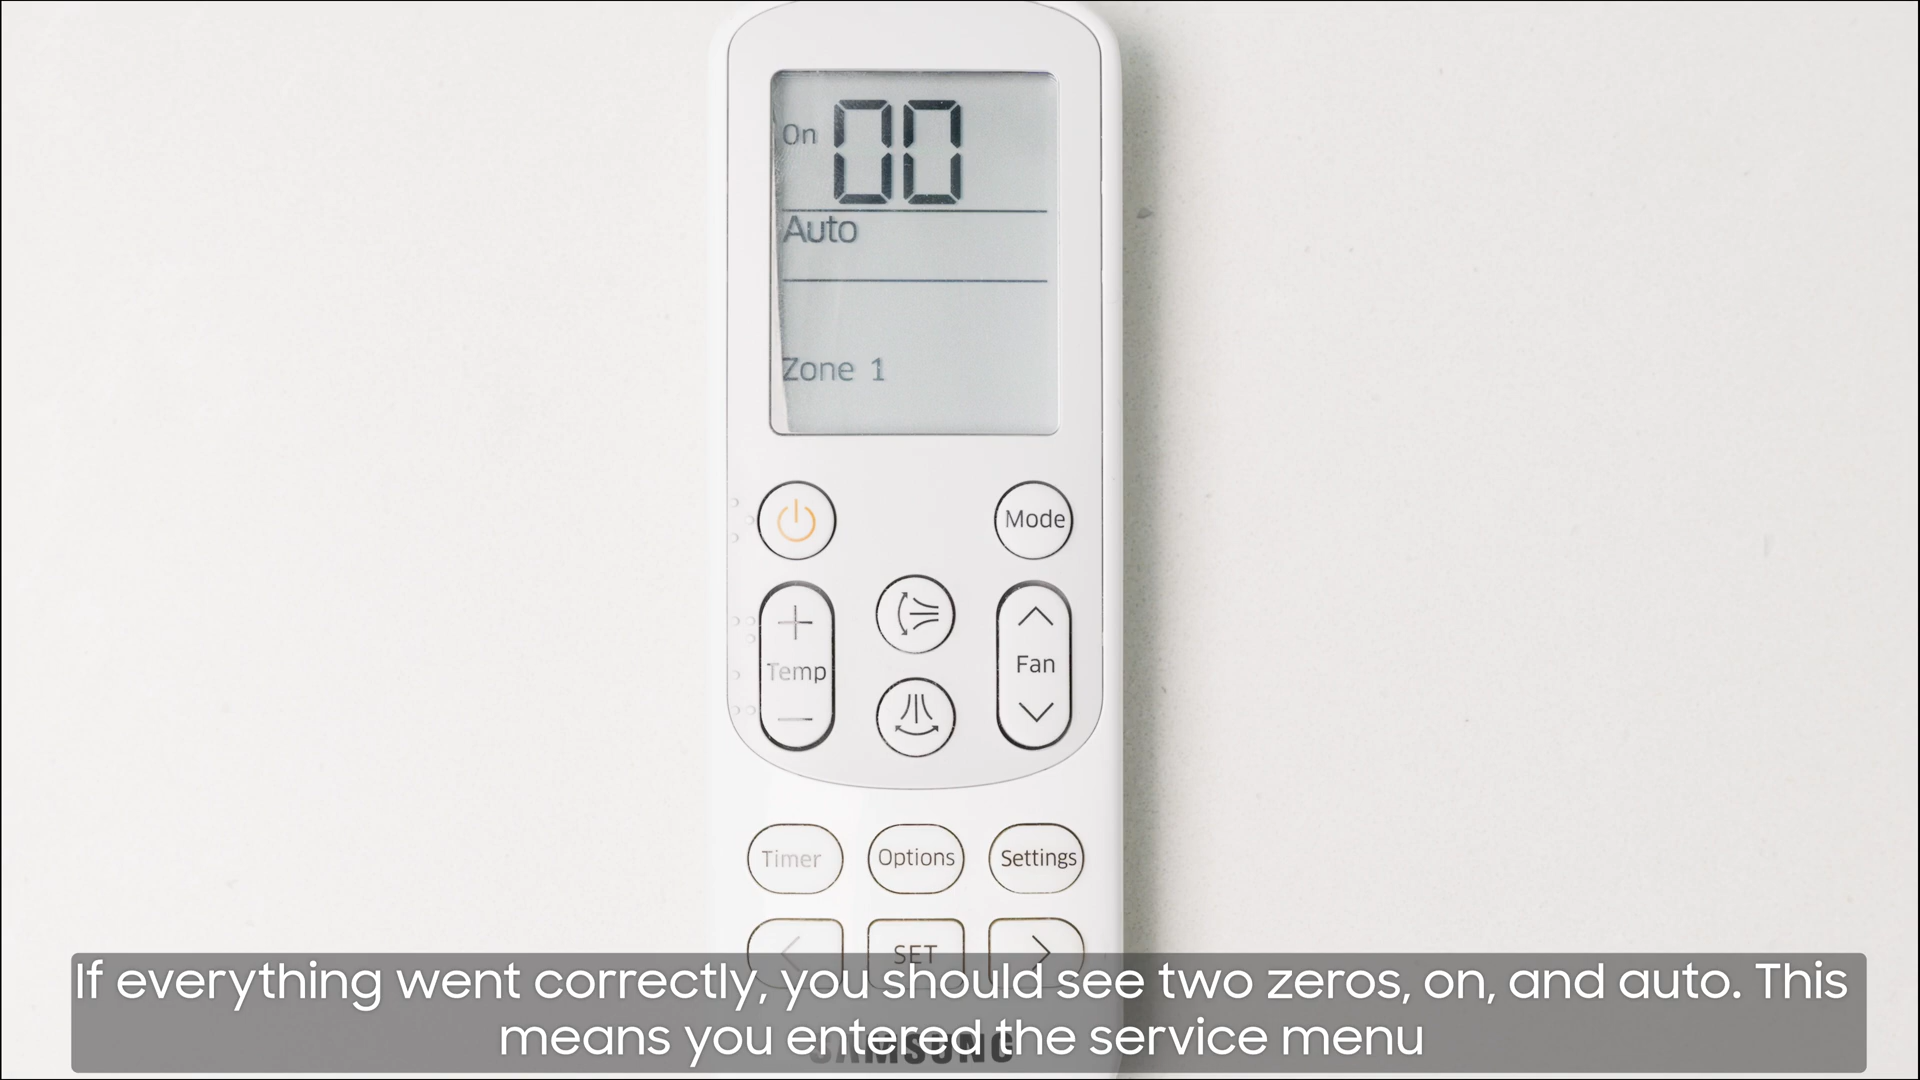 On 00
Auto
Zone 1
Mode
Temp
Fan
Timer
Options
Settings
SET
If everything went correctly, you should see two zeros, on, and auto. This
means you entered the service menu
SAMSUNG